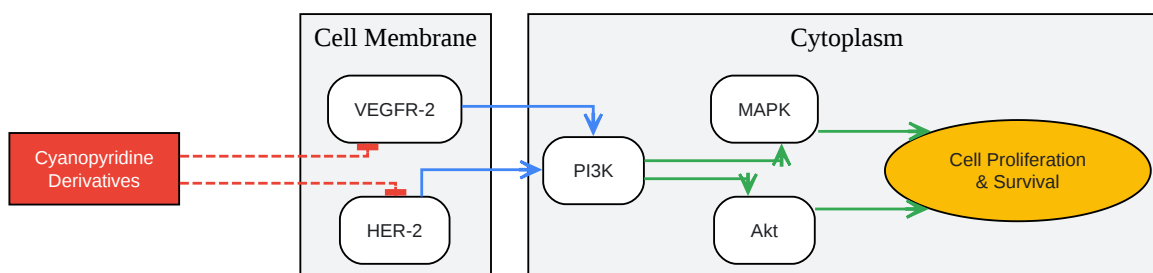 Cell Membrane
Cytoplasm
VEGFR-2
MAPK
Cyanopyridine
Derivatives
PI3K
Cell Proliferation
& Survival
HER-2
Akt